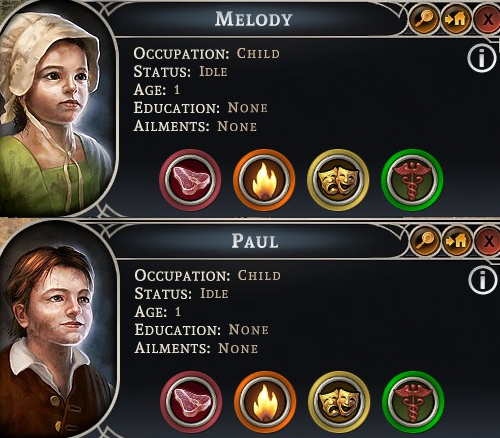 Melody
Occupation: Child
Status: Idle
Age: 1
Education: None
Ailments: None
Paul
Occupation: Child
Status: Idle
Age: 1
Education: None
Ailments: None